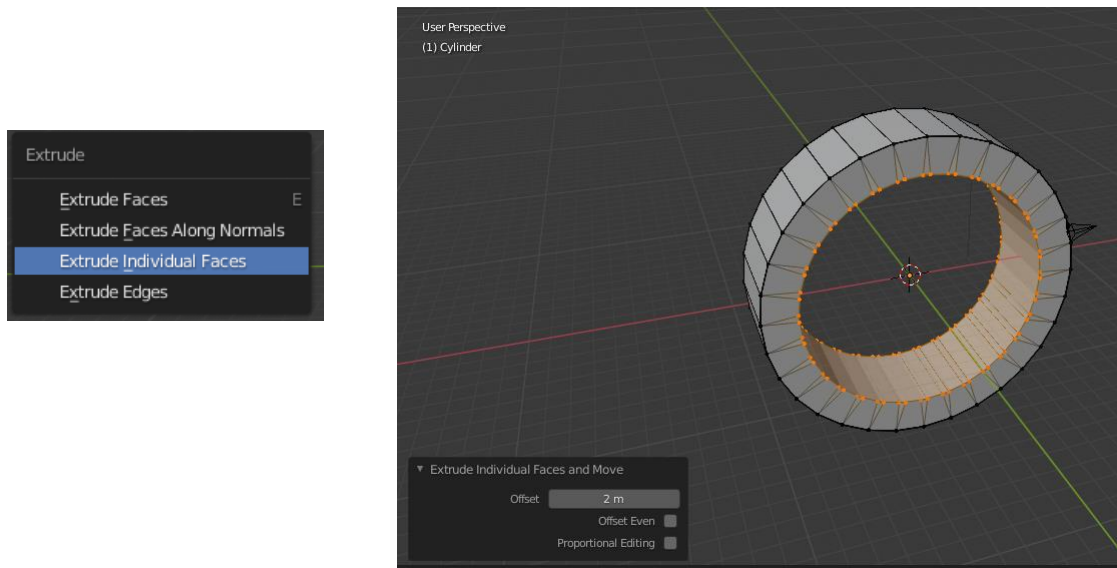 Extrude
Extrude Faces E
Extrude Faces Along Normals
Extrude Individual Faces
Extrude Edges
User Perspective
(1) Cylinder
Extrude Individual Faces and Move
Offset 2 m
Offset Even
Proportional Editing